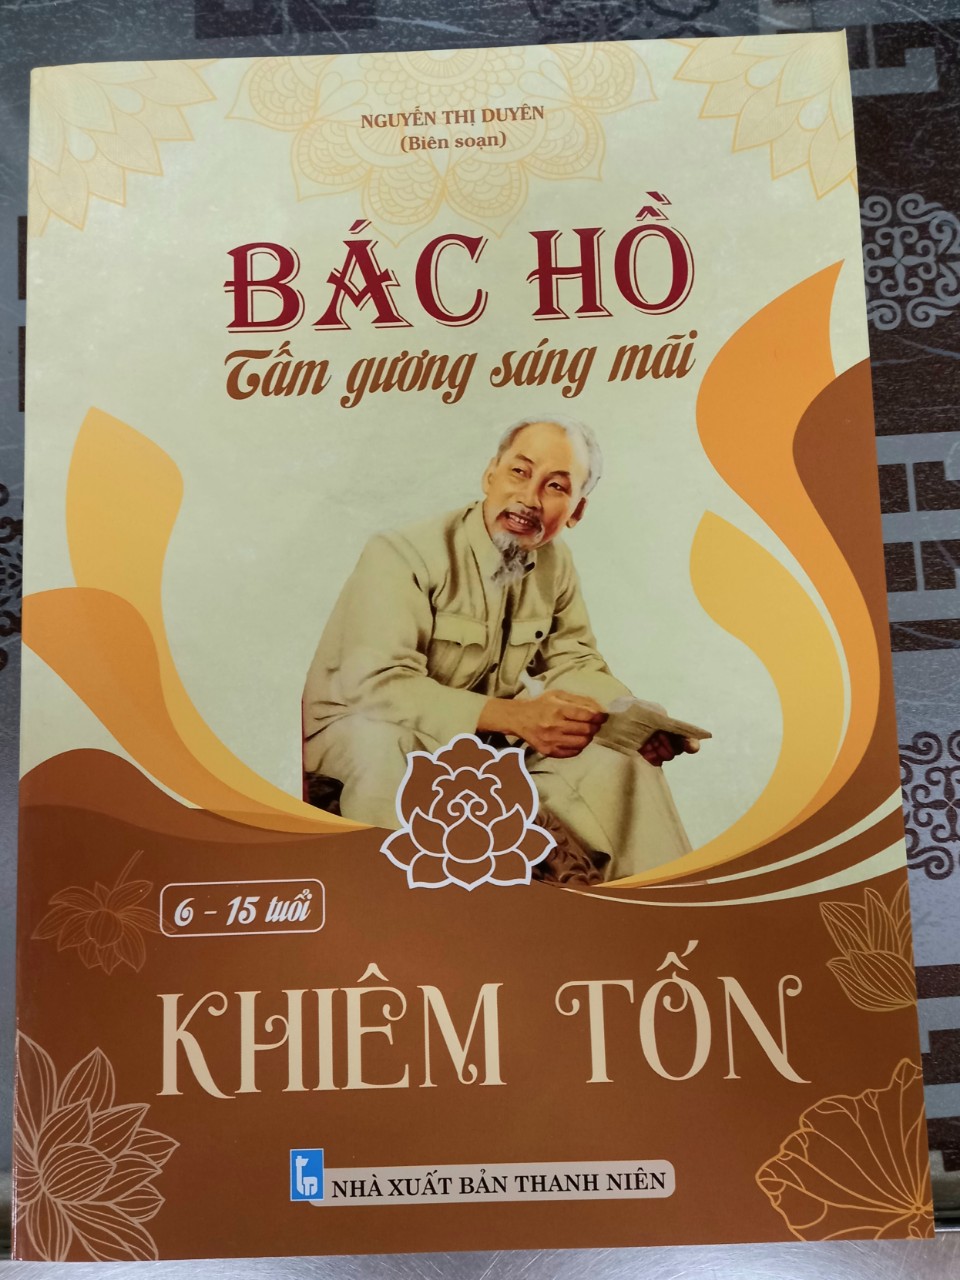 NGUYỄN THỊ DUYÊN
(Biên soạn)
BÁC HỒ
Tấm gương sáng mãi
6 - 15 tuổi
KHIÊM TỐN
NHÀ XUẤT BẢN THANH NIÊN